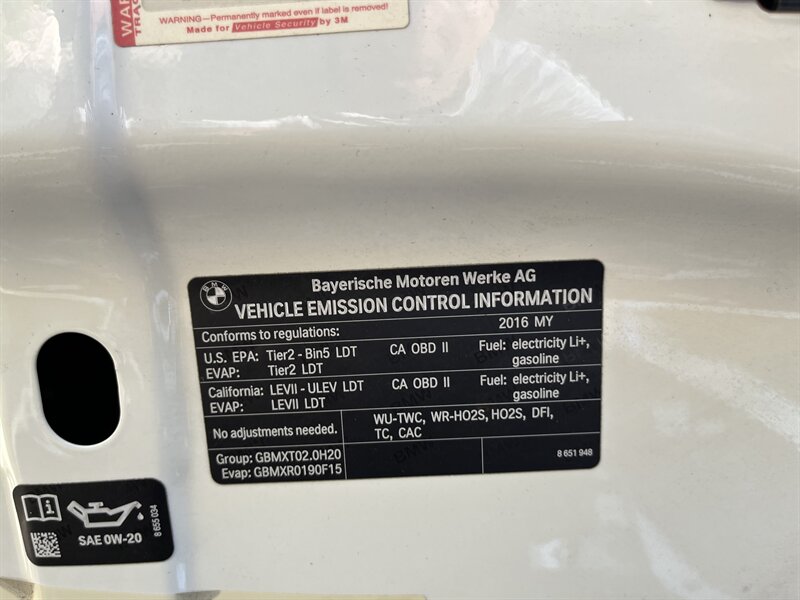 WARNING—Permanently marked even if label is removed!
Made for Vehicle Security by 3M
BMW
Bayerische Motoren Werke AG
VEHICLE EMISSION CONTROL INFORMATION
Conforms to regulations: 2016 MY
U.S. EPA: Tier2 - Bin5 LDT CA OBD II Fuel: electricity Li+,
EVAP: Tier2 LDT gasoline
California: LEVII - ULEV LDT CA OBD II Fuel: electricity Li+,
EVAP: LEVII LDT gasoline
No adjustments needed. WU-TWC, WR-HO2S, HO2S, DFI,
TC, CAC
Group: GBMXT02.0H20
Evap: GBMXR0190F15
8 651 948
SAE 0W-20
8 655 034